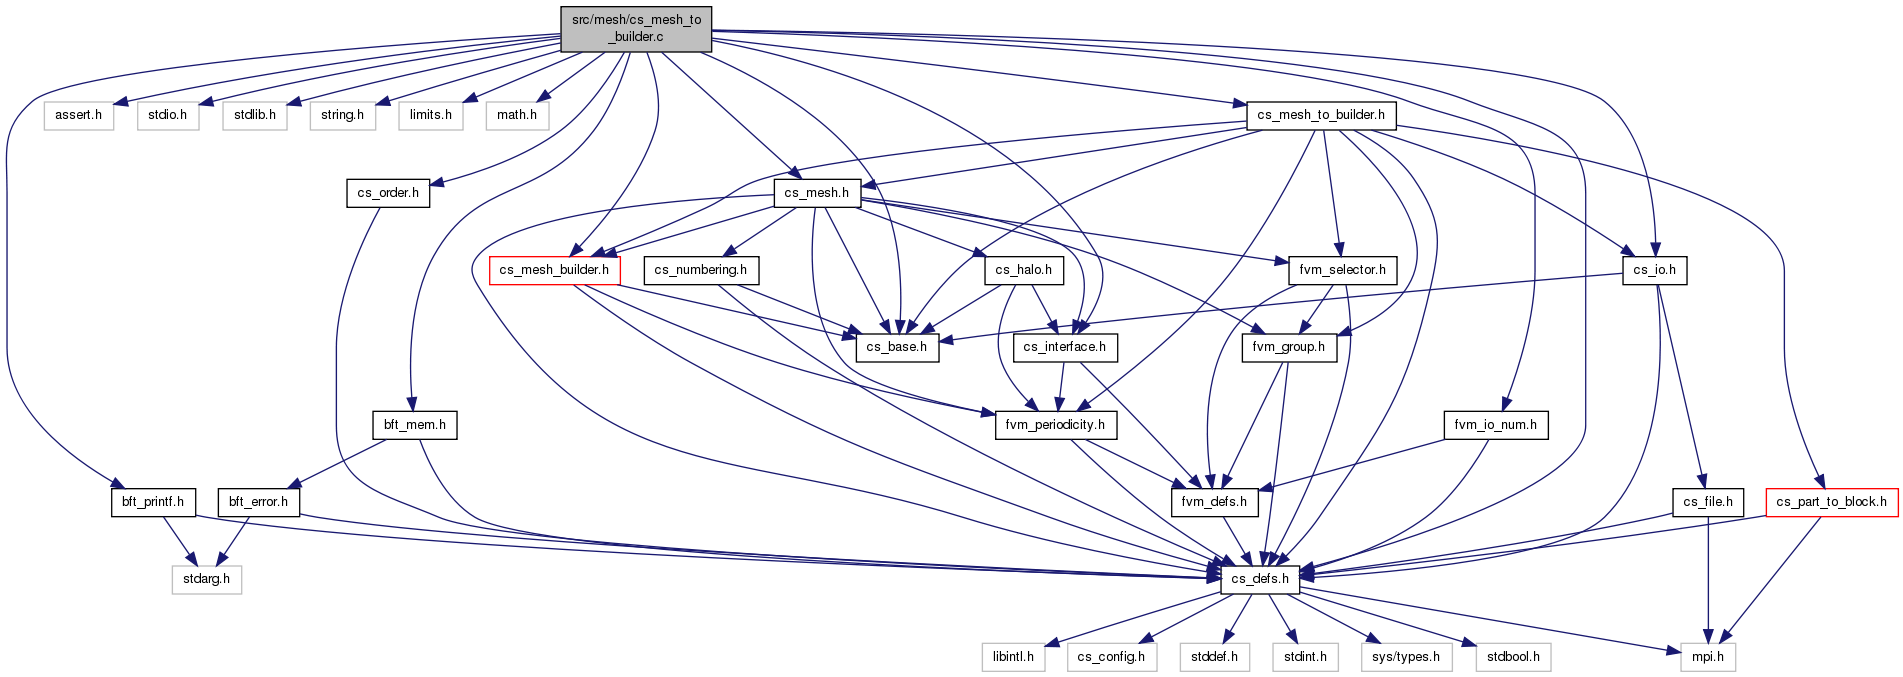 src/mesh/cs_mesh_to
_builder.c
assert.h
stdio.h
stdlib.h
string.h
limits.h
math.h
cs_mesh_to_builder.h
cs_order.h
cs_mesh.h
cs_mesh_builder.h
cs_numbering.h
cs_halo.h
fvm_selector.h
cs_io.h
cs_base.h
cs_interface.h
fvm_group.h
bft_mem.h
fvm_periodicity.h
fvm_io_num.h
bft_printf.h
bft_error.h
fvm_defs.h
cs_file.h
cs_part_to_block.h
stdarg.h
cs_defs.h
libintl.h
cs_config.h
stddef.h
stdint.h
sys/types.h
stdbool.h
mpi.h